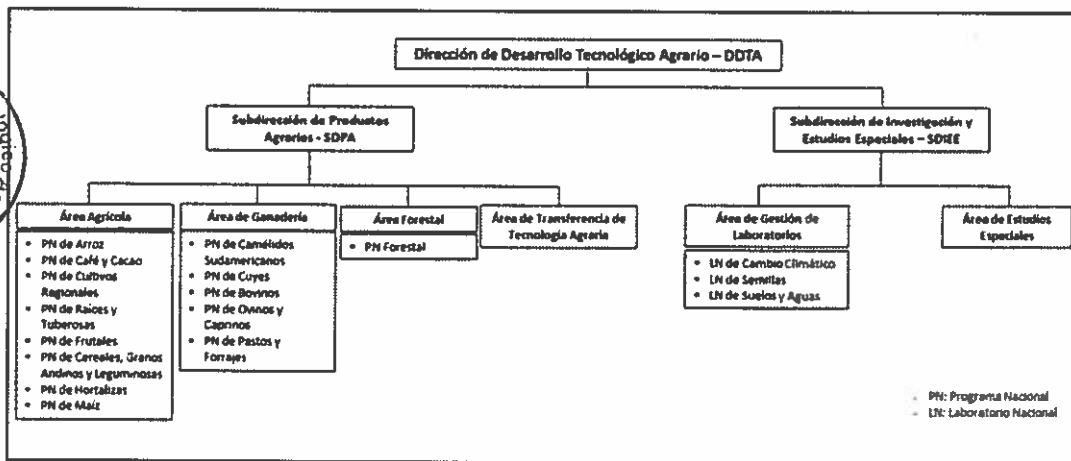 Dirección de Desarrollo Tecnológico Agrario – DDTA
Subdirección de Productos
Agrarios - SDPA
Subdirección de Investigación y
Estudios Especiales – SDIEE
Área Agrícola
• PN de Arroz
• PN de Café y Cacao
• PN de Cultivos
Regionales
• PN de Raíces y
Tuberosas
• PN de Frutales
• PN de Cereales, Granos
Andinos y Leguminosas
• PN de Hortalizas
• PN de Maíz
Área de Ganadería
• PN de Camélidos
Sudamericanos
• PN de Cuyes
• PN de Bovinos
• PN de Ovinos y
Caprinos
• PN de Pastos y
Forrajes
Área Forestal
• PN Forestal
Área de Transferencia de
Tecnología Agraria
Área de Gestión de
Laboratorios
• LN de Cambio Climático
• LN de Semillas
• LN de Suelos y Aguas
Área de Estudios
Especiales
PN: Programa Nacional
LN: Laboratorio Nacional